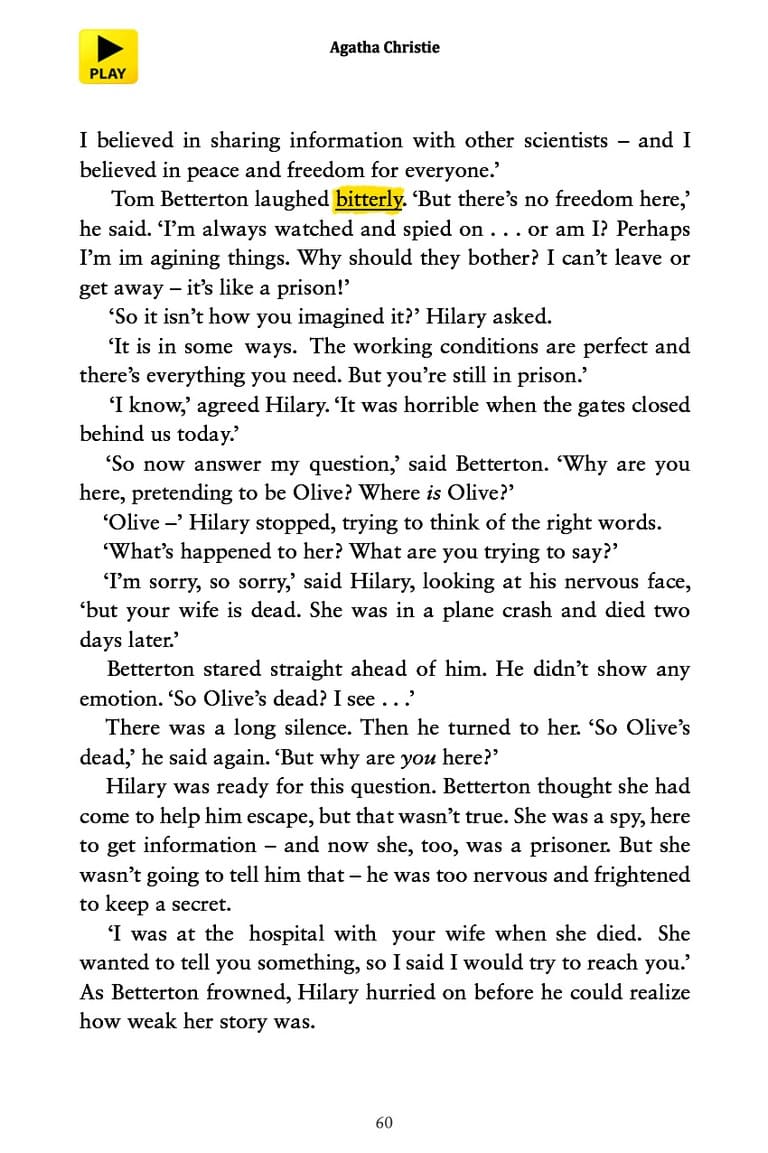 PLAY
Agatha Christie
I believed in sharing information with other scientists – and I
believed in peace and freedom for everyone.’
Tom Betterton laughed bitterly. ‘But there’s no freedom here,’
he said. ‘I’m always watched and spied on . . . or am I? Perhaps
I’m im agining things. Why should they bother? I can’t leave or
get away – it’s like a prison!’
‘So it isn’t how you imagined it?’ Hilary asked.
‘It is in some ways. The working conditions are perfect and
there’s everything you need. But you’re still in prison.’
‘I know,’ agreed Hilary. ‘It was horrible when the gates closed
behind us today.’
‘So now answer my question,’ said Betterton. ‘Why are you
here, pretending to be Olive? Where is Olive?’
‘Olive –’ Hilary stopped, trying to think of the right words.
‘What’s happened to her? What are you trying to say?’
‘I’m sorry, so sorry,’ said Hilary, looking at his nervous face,
‘but your wife is dead. She was in a plane crash and died two
days later.’
Betterton stared straight ahead of him. He didn’t show any
emotion. ‘So Olive’s dead? I see . . .’
There was a long silence. Then he turned to her. ‘So Olive’s
dead,’ he said again. ‘But why are you here?’
Hilary was ready for this question. Betterton thought she had
come to help him escape, but that wasn’t true. She was a spy, here
to get information – and now she, too, was a prisoner. But she
wasn’t going to tell him that – he was too nervous and frightened
to keep a secret.
‘I was at the hospital with your wife when she died. She
wanted to tell you something, so I said I would try to reach you.’
As Betterton frowned, Hilary hurried on before he could realize
how weak her story was.
60